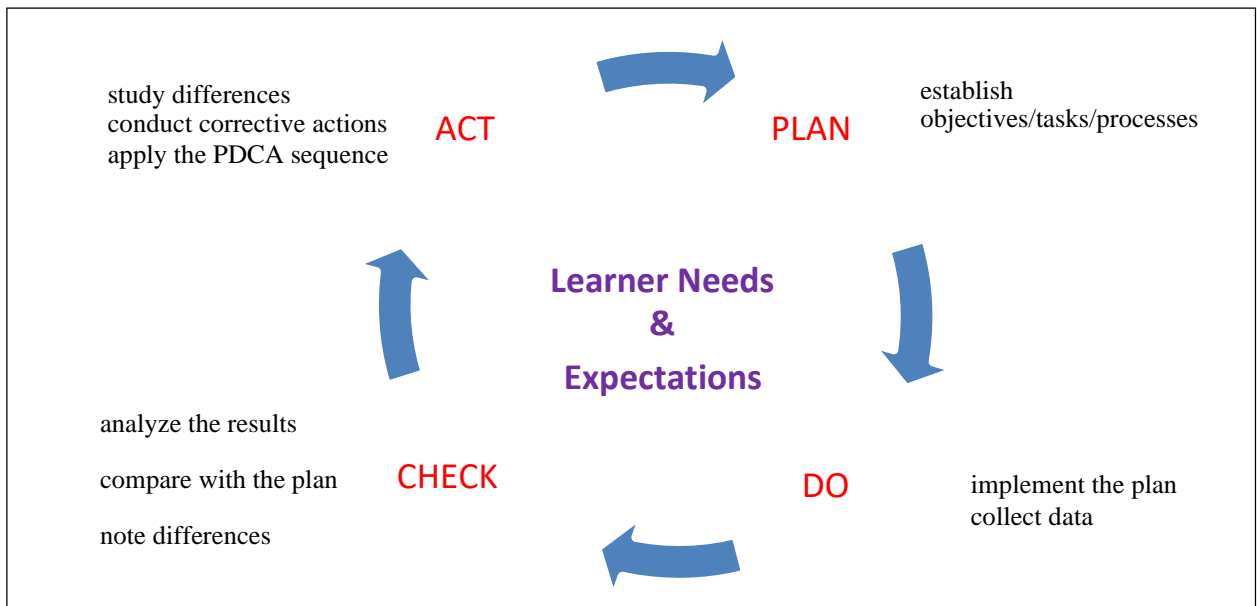 study differences
conduct corrective actions
apply the PDCA sequence
ACT
PLAN
establish
objectives/tasks/processes
Learner Needs
&
Expectations
analyze the results
compare with the plan
note differences
CHECK
DO
implement the plan
collect data